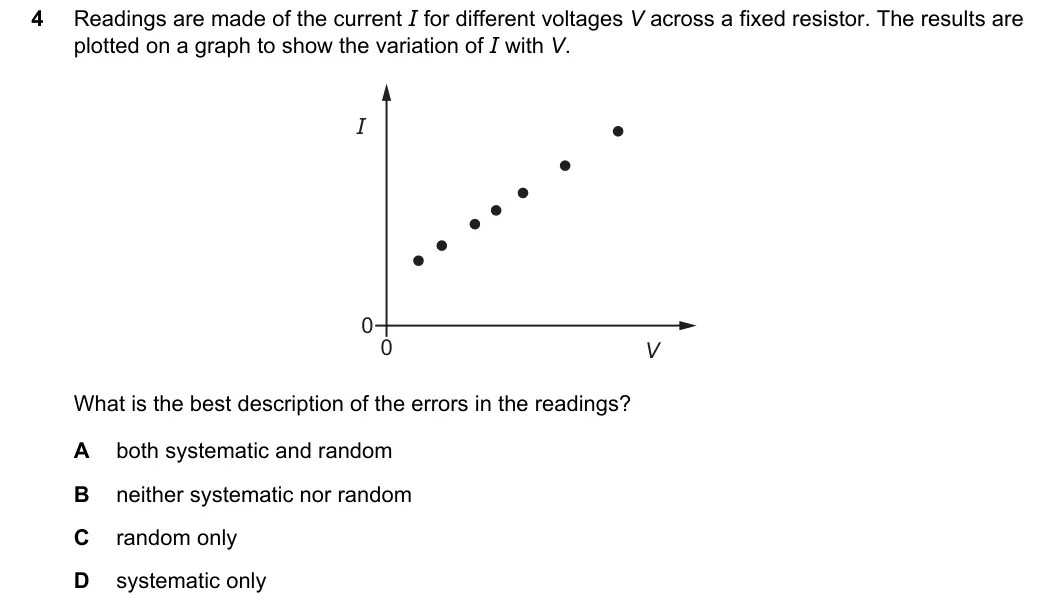 4 Readings are made of the current I for different voltages V across a fixed resistor. The results are
plotted on a graph to show the variation of I with V.
I
0
0
V
What is the best description of the errors in the readings?
A both systematic and random
B neither systematic nor random
C random only
D systematic only